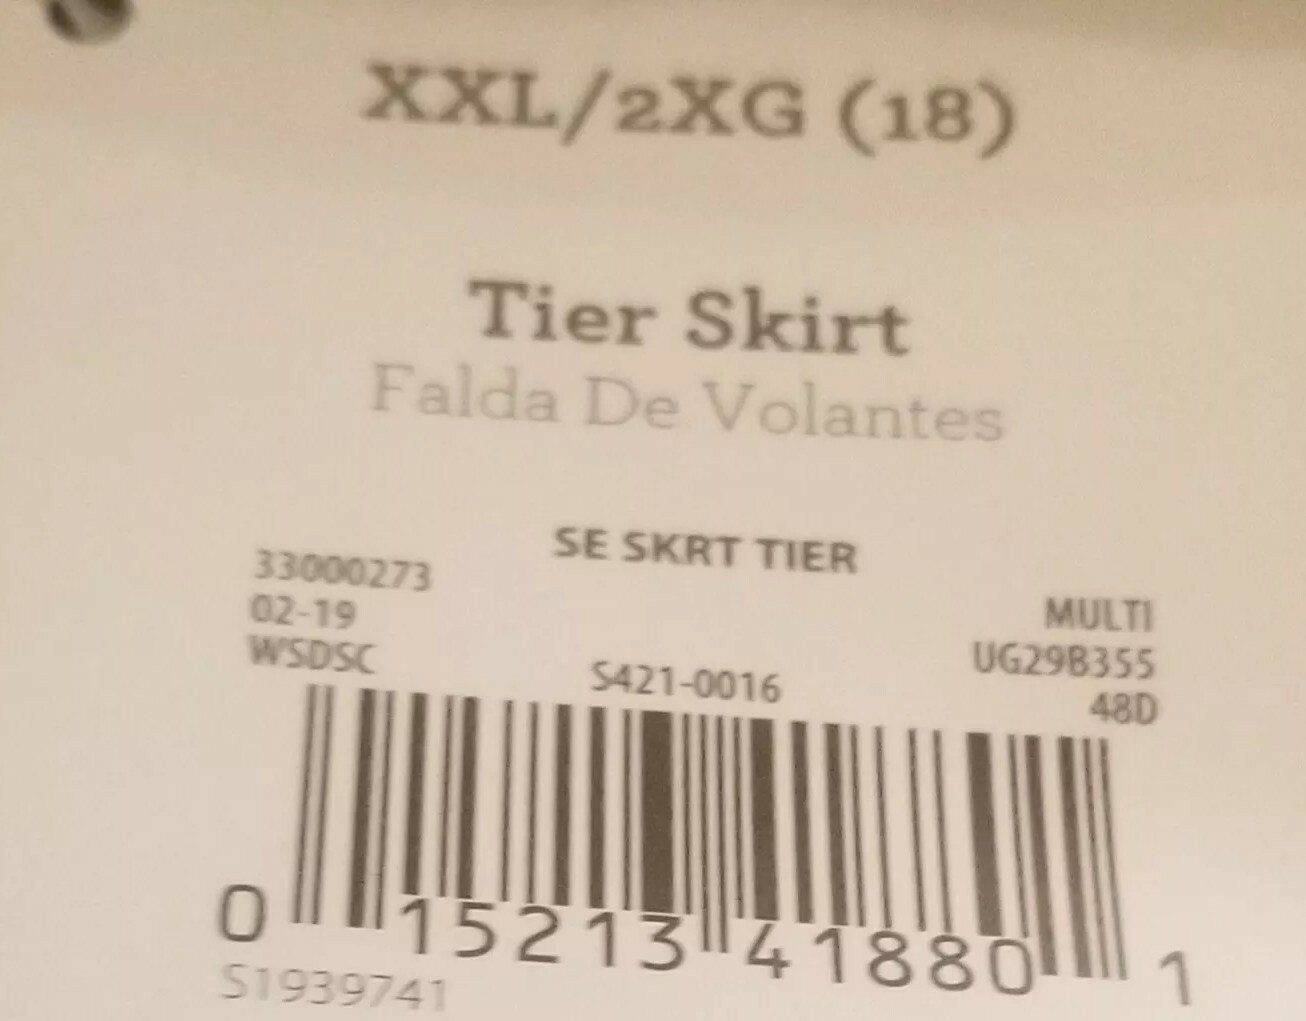 XXL/2XG (18)
Tier Skirt
Falda De Volantes
SE SKRT TIER
33000273
02-19
WSDSC
S421-0016
MULTI
UG29B355
48D
0 15213 41880 1
S1939741